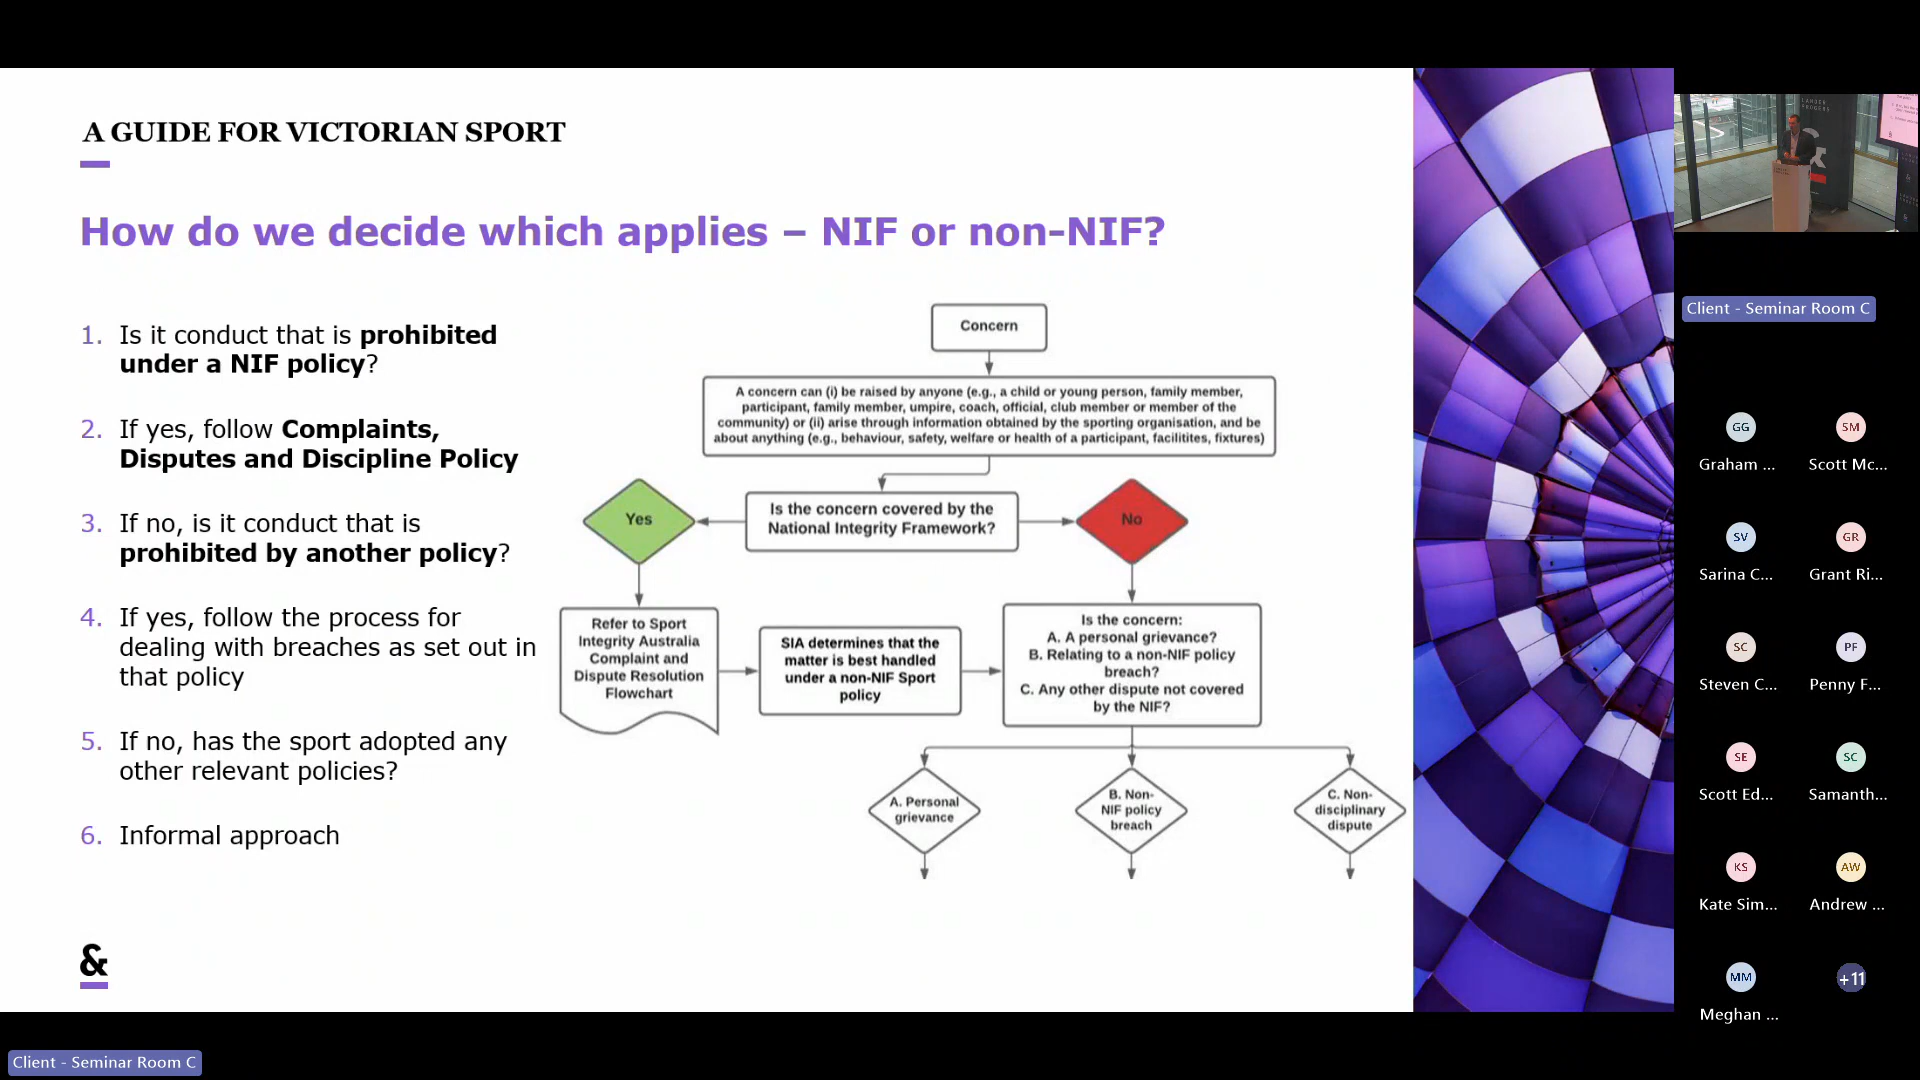 A GUIDE FOR VICTORIAN SPORT
How do we decide which applies – NIF or non-NIF?
1. Is it conduct that is prohibited
under a NIF policy?
2. If yes, follow Complaints,
Disputes and Discipline Policy
3. If no, is it conduct that is
prohibited by another policy?
4. If yes, follow the process for
dealing with breaches as set out in
that policy
5. If no, has the sport adopted any
other relevant policies?
6. Informal approach
&
Concern
A concern can (i) be raised by anyone (e.g., a child or young person, family member,
participant, family member, umpire, coach, official, club member or member of the
community) or (ii) arise through information obtained by the sporting organisation, and be
about anything (e.g., behaviour, safety, welfare or health of a participant, facilitites, fixtures)
Yes
Is the concern covered by the
National Integrity Framework?
No
Refer to Sport
Integrity Australia
Complaint and
Dispute Resolution
Flowchart
SIA determines that the
matter is best handled
under a non-NIF Sport
policy
Is the concern:
A. A personal grievance?
B. Relating to a non-NIF policy
breach?
C. Any other dispute not covered
by the NIF?
A. Personal
grievance
B. Non-
NIF policy
breach
C. Non-
disciplinary
dispute
Client - Seminar Room C
GG
Graham ...
SM
Scott Mc...
SV
Sarina C...
GR
Grant Ri...
SC
Steven C...
PF
Penny F...
SE
Scott Ed...
SC
Samanth...
KS
Kate Sim...
AW
Andrew ...
MM
Meghan ...
+11
Client - Seminar Room C